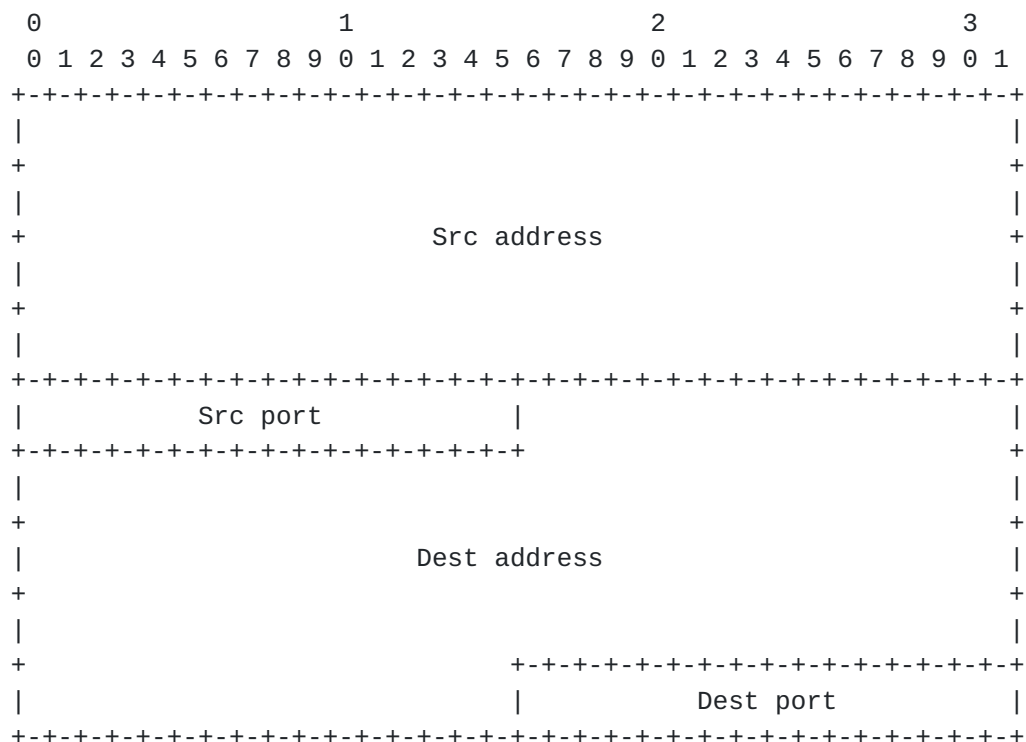 0                   1                   2                   3
 0 1 2 3 4 5 6 7 8 9 0 1 2 3 4 5 6 7 8 9 0 1 2 3 4 5 6 7 8 9 0 1
+-+-+-+-+-+-+-+-+-+-+-+-+-+-+-+-+-+-+-+-+-+-+-+-+-+-+-+-+-+-+-+-+
|                                                               |
+                                                               +
|                                                               |
+                          Src address                          +
|                                                               |
+                                                               +
|                                                               |
+-+-+-+-+-+-+-+-+-+-+-+-+-+-+-+-+-+-+-+-+-+-+-+-+-+-+-+-+-+-+-+-+
|           Src port            |                               |
+-+-+-+-+-+-+-+-+-+-+-+-+-+-+-+-+                               +
|                                                               |
+                                                               +
|                         Dest address                          |
+                                                               +
|                                                               |
+                               +-+-+-+-+-+-+-+-+-+-+-+-+-+-+-+-+
|                               |           Dest port           |
+-+-+-+-+-+-+-+-+-+-+-+-+-+-+-+-+-+-+-+-+-+-+-+-+-+-+-+-+-+-+-+-+